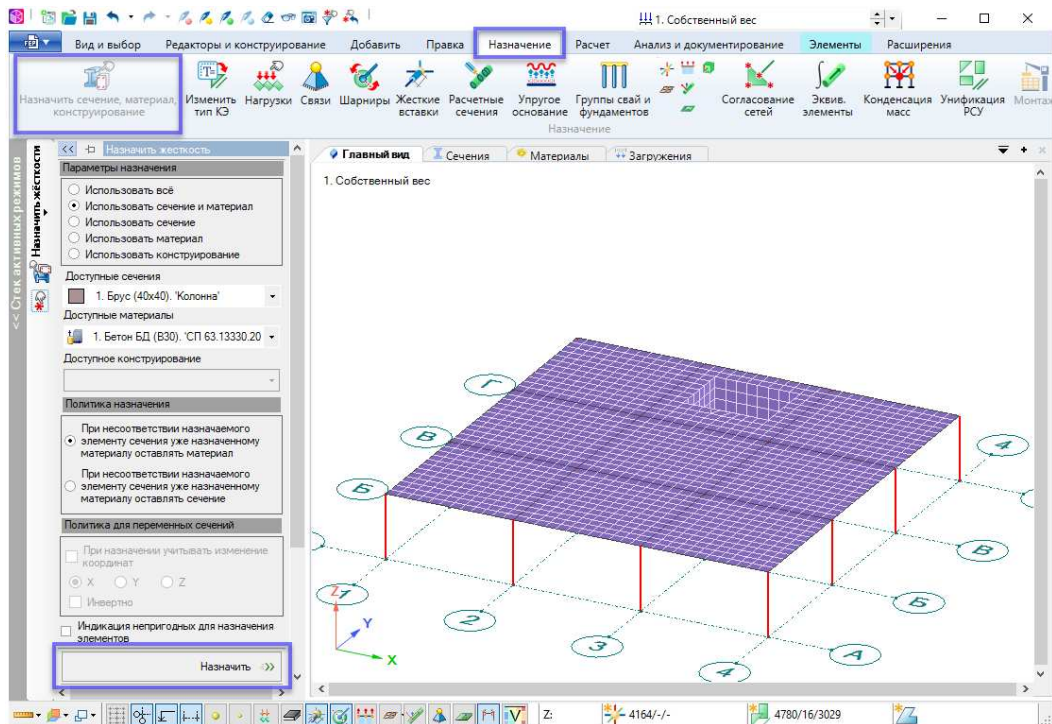 1. Собственный вес
Вид и выбор Редакторы и конструирование Добавить Правка Назначение Расчет Анализ и документирование Элементы Расширения
Назначить сечение, материал, конструирование
Изменить тип КЭ
Нагрузки
Связи
Шарниры
Жесткие вставки
Расчетные сечения
Упругое основание
Группы свай и фундаментов
Согласование сетей
Эквив. элементы
Конденсация масс
Унификация РСУ
Монтаж
Назначение
<< Стек активных режимов
Назначить жёсткости
<< Назначить жесткость
Параметры назначения
Использовать всё
Использовать сечение и материал
Использовать сечение
Использовать материал
Использовать конструирование
Доступные сечения
1. Брус (40x40). 'Колонна'
Доступные материалы
1. Бетон БД (B30). 'СП 63.13330.20
Доступное конструирование
Политика назначения
При несоответствии назначаемого
элементу сечения уже назначенному
материалу оставлять материал
При несоответствии назначаемого
элементу сечения уже назначенному
материалу оставлять сечение
Политика для переменных сечений
При назначении учитывать изменение
координат
X Y Z
Инвертно
Индикация непригодных для назначения
элементов
Назначить
Главный вид Сечения Материалы Загружения
1. Собственный вес
Г
В
Б
1
2
3
4
А
Б
В
4
Z
Y
X
Z: 4164/-/- 4780/16/3029